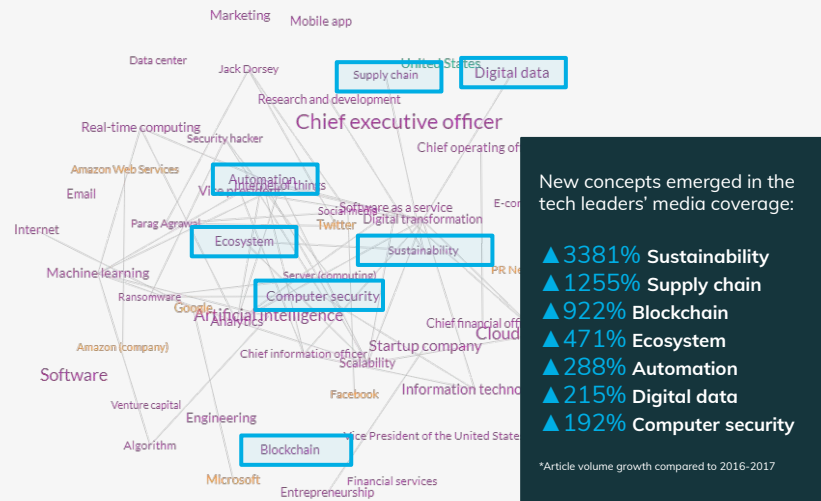 Marketing
Mobile app
Data center
Jack Dorsey
United States
Supply chain
Digital data
Research and development
Chief executive officer
Real-time computing
Security hacker
Chief operating of
Amazon Web Services
Automation
Internet of things
Vice president
Email
Software as a service
E-cor
Social media
Digital transformation
Parag Agrawal
Twitter
Internet
Ecosystem
Sustainability
Machine learning
Server (computing)
PR Ne
Ransomware
Computer security
Google
Artificial intelligence
Analytics
Chief financial off
Cloud
Amazon (company)
Chief information officer
Startup company
Scalability
Software
Facebook
Information techno
Venture capital
Engineering
Algorithm
Blockchain
Vice President of the United State
Microsoft
Financial services
Entrepreneurship
New concepts emerged in the
tech leaders’ media coverage:
▲3381% Sustainability
▲1255% Supply chain
▲922% Blockchain
▲471% Ecosystem
▲288% Automation
▲215% Digital data
▲192% Computer security
*Article volume growth compared to 2016-2017